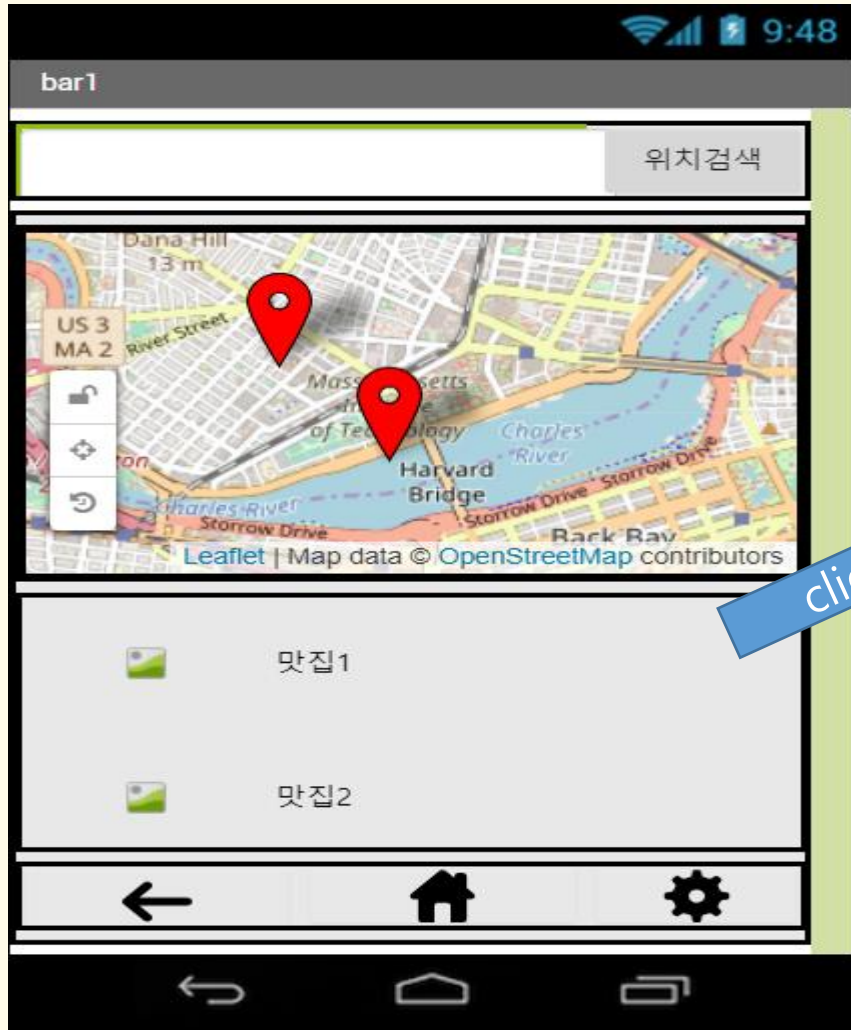 9:48
bar1
위치검색
Dana Hill
13 m
US 3
MA 2
River Street
of
Charles
River
Harvard
Bridge
Charles River
Storrow Drive
Storrow Drive
Storrow Drive
Back Bay
Leaflet | Map data © OpenStreetMap contributors
맛집1
맛집2